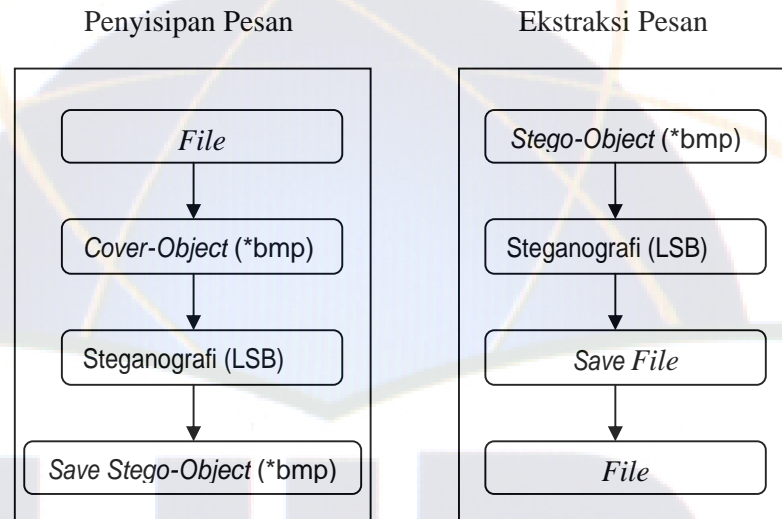 Penyisipan Pesan
File
Cover-Object (*bmp)
Steganografi (LSB)
Save Stego-Object (*bmp)
Ekstraksi Pesan
Stego-Object (*bmp)
Steganografi (LSB)
Save File
File